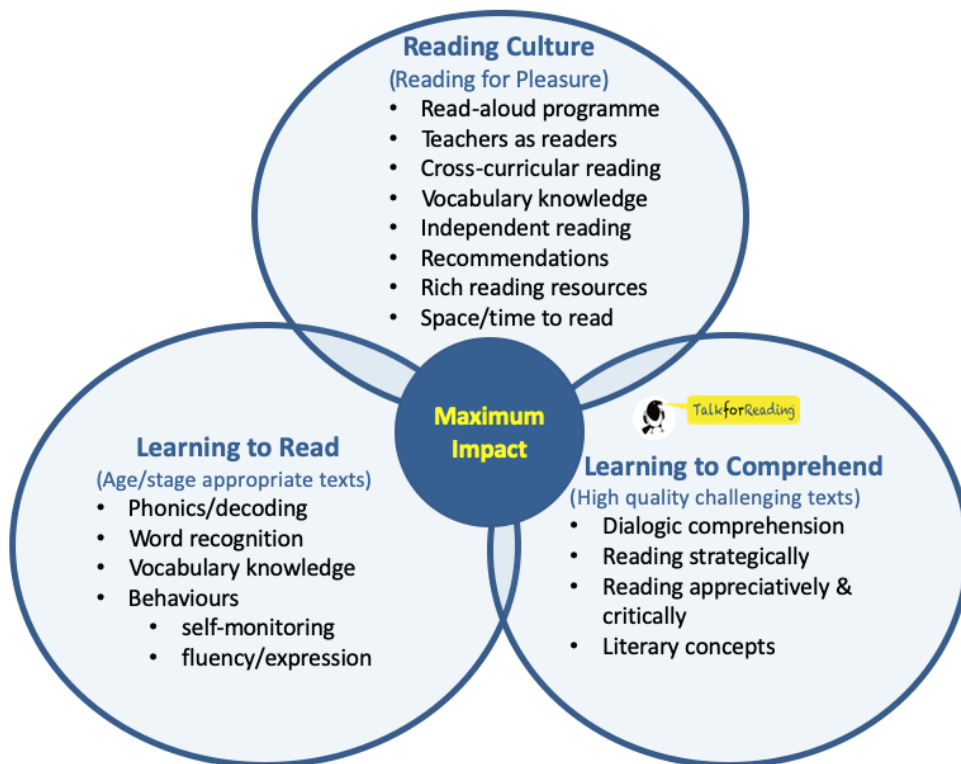 Reading Culture
(Reading for Pleasure)
• Read-aloud programme
• Teachers as readers
• Cross-curricular reading
• Vocabulary knowledge
• Independent reading
• Recommendations
• Rich reading resources
• Space/time to read
Maximum
Impact
Learning to Read
(Age/stage appropriate texts)
• Phonics/decoding
• Word recognition
• Vocabulary knowledge
• Behaviours
• self-monitoring
• fluency/expression
TalkforReading
Learning to Comprehend
(High quality challenging texts)
• Dialogic comprehension
• Reading strategically
• Reading appreciatively &
critically
• Literary concepts